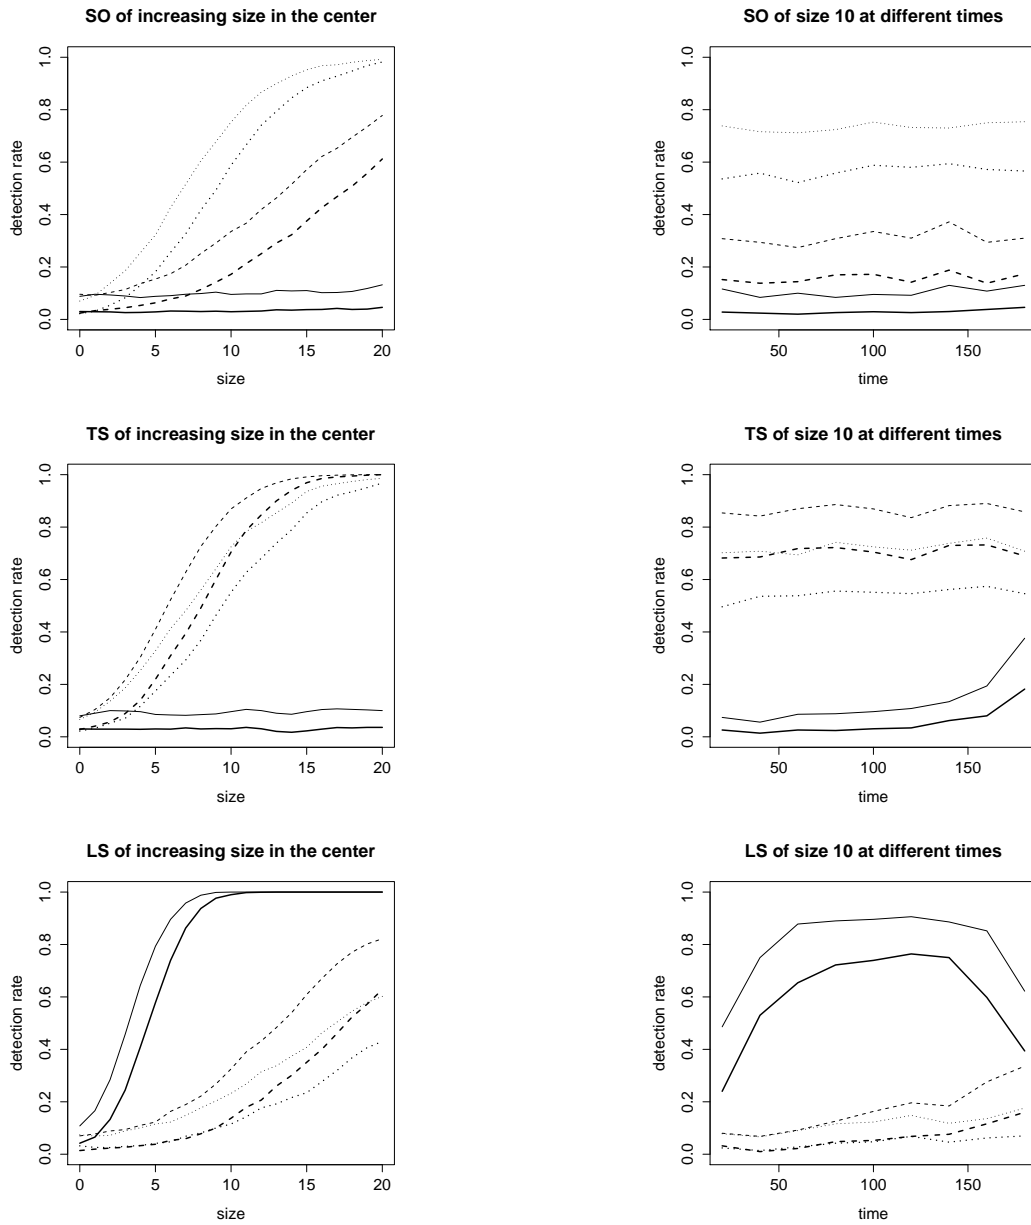 SO of increasing size in the center
detection rate
0.0 0.2 0.4 0.6 0.8 1.0
0 5 10 15 20
size
SO of size 10 at different times
detection rate
0.0 0.2 0.4 0.6 0.8 1.0
50 100 150
time
TS of increasing size in the center
detection rate
0.0 0.2 0.4 0.6 0.8 1.0
0 5 10 15 20
size
TS of size 10 at different times
detection rate
0.0 0.2 0.4 0.6 0.8 1.0
50 100 150
time
LS of increasing size in the center
detection rate
0.0 0.2 0.4 0.6 0.8 1.0
0 5 10 15 20
size
LS of size 10 at different times
detection rate
0.0 0.2 0.4 0.6 0.8 1.0
50 100 150
time